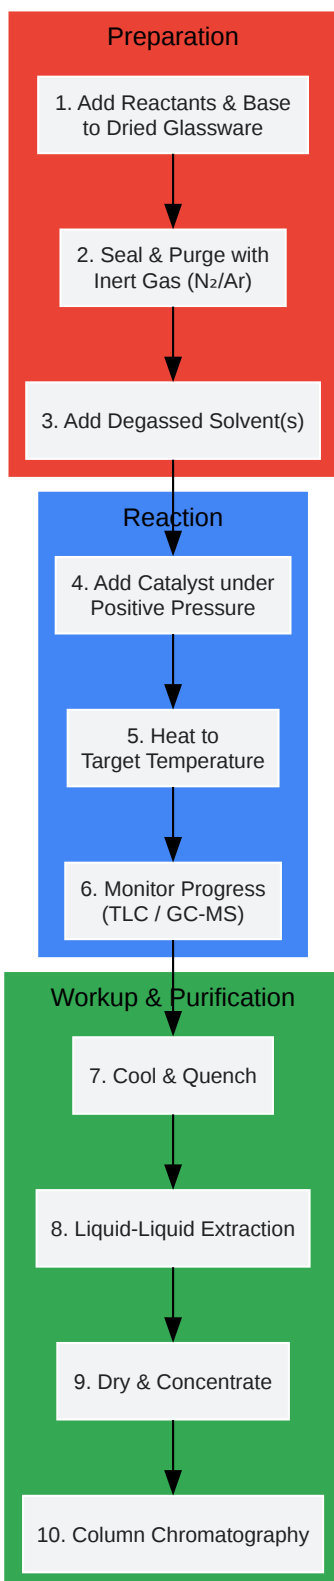 Preparation
1. Add Reactants & Base
to Dried Glassware
2. Seal & Purge with
Inert Gas (N₂/Ar)
3. Add Degassed Solvent(s)
Reaction
4. Add Catalyst under
Positive Pressure
5. Heat to
Target Temperature
6. Monitor Progress
(TLC / GC-MS)
Workup & Purification
7. Cool & Quench
8. Liquid-Liquid Extraction
9. Dry & Concentrate
10. Column Chromatography